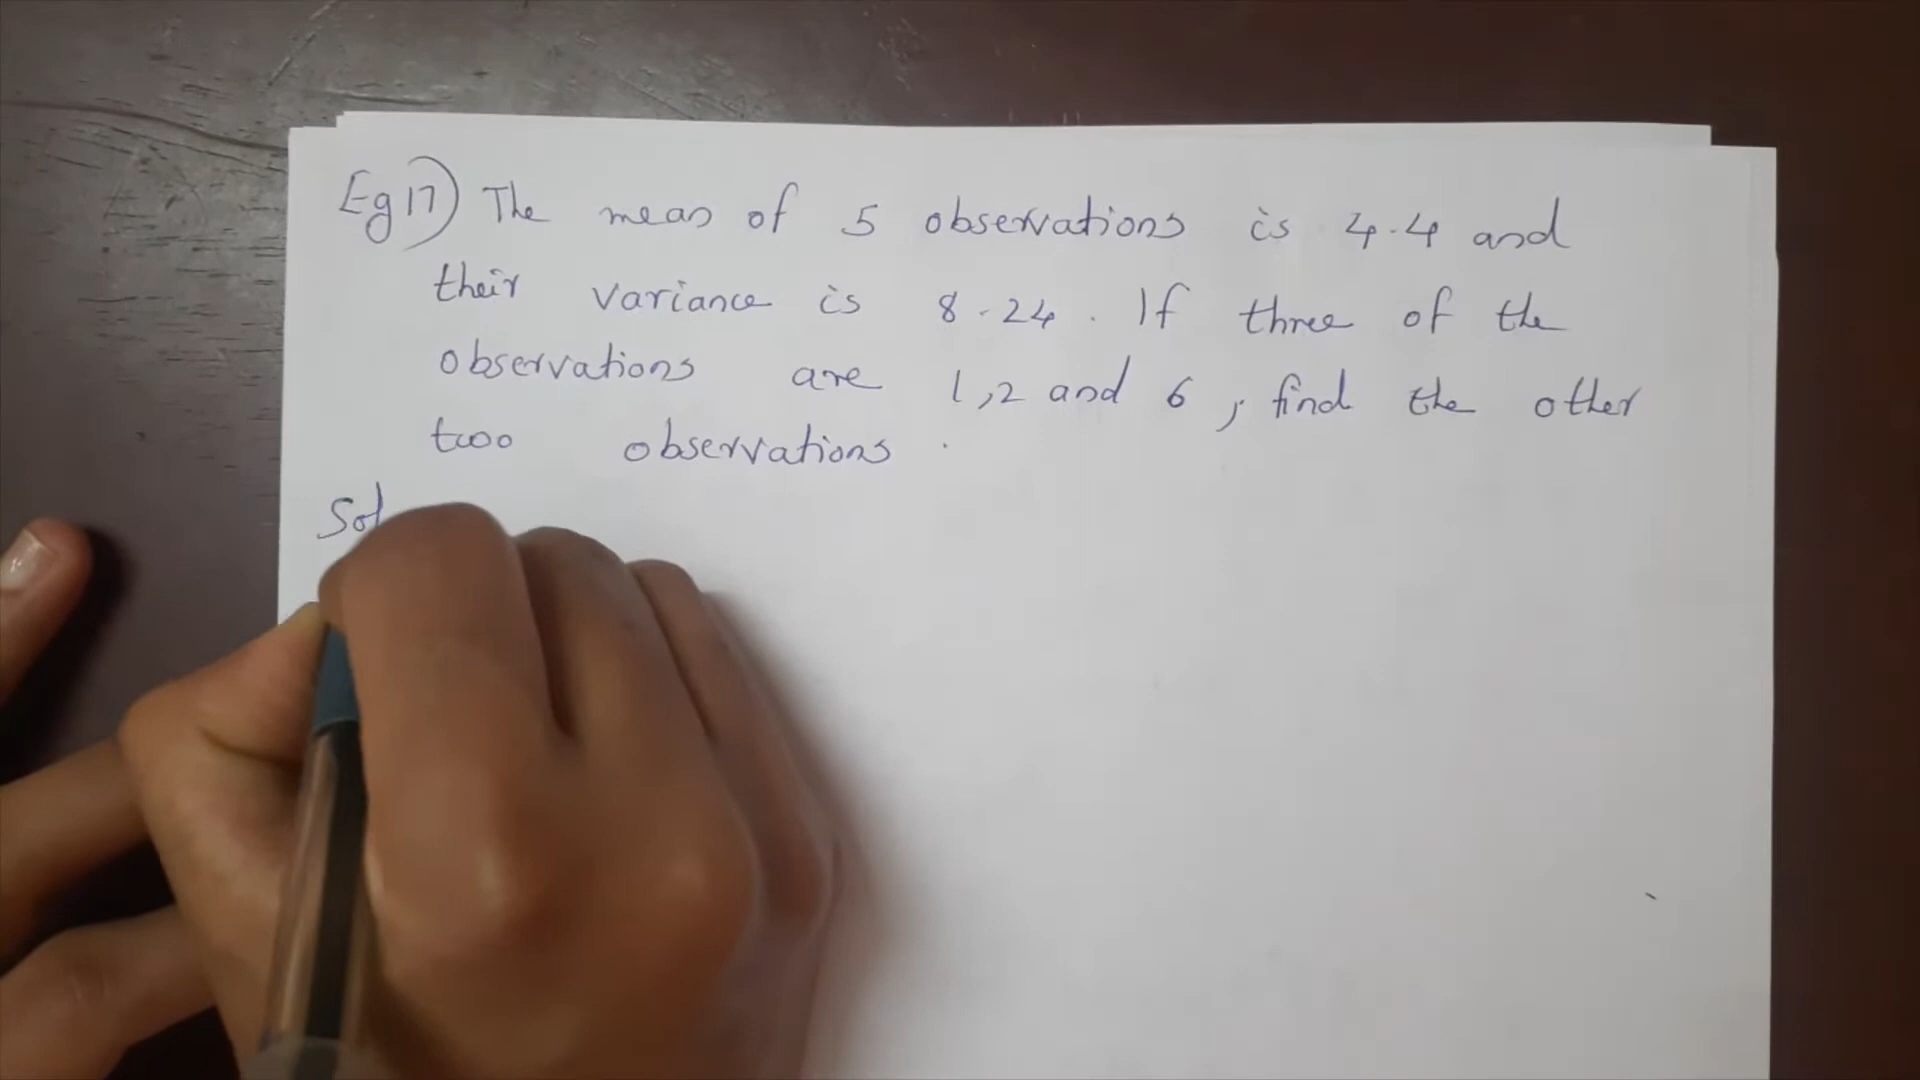 Eg 17) The mean of 5 observations is 4.4 and
their variance is 8.24. If three of the
observations are 1,2 and 6, find the other
two observations.
Sol